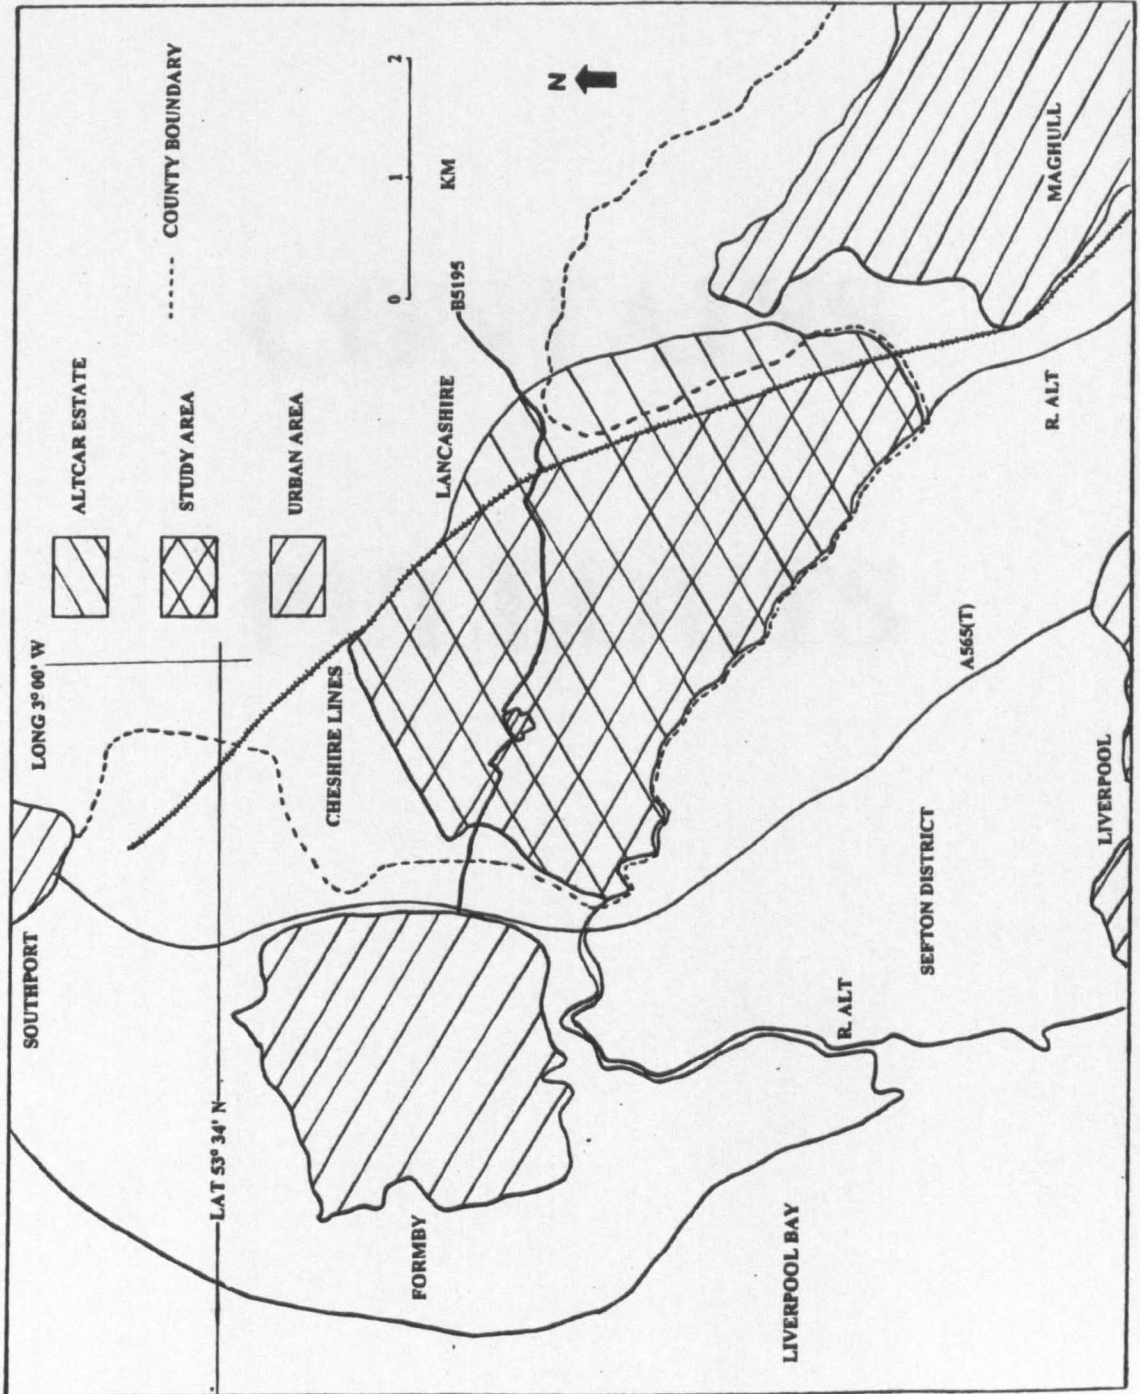 SOUTHPORT
LONG 3° 00' W
ALTCAR ESTATE
STUDY AREA
URBAN AREA
COUNTY BOUNDARY
0 1 2
KM
N
LAT 53° 34' N
CHESHIRE LINES
LANCASHIRE
B5195
FORMBY
MAGHULL
R. ALT
A565(T)
R. ALT
SEFTON DISTRICT
LIVERPOOL BAY
LIVERPOOL